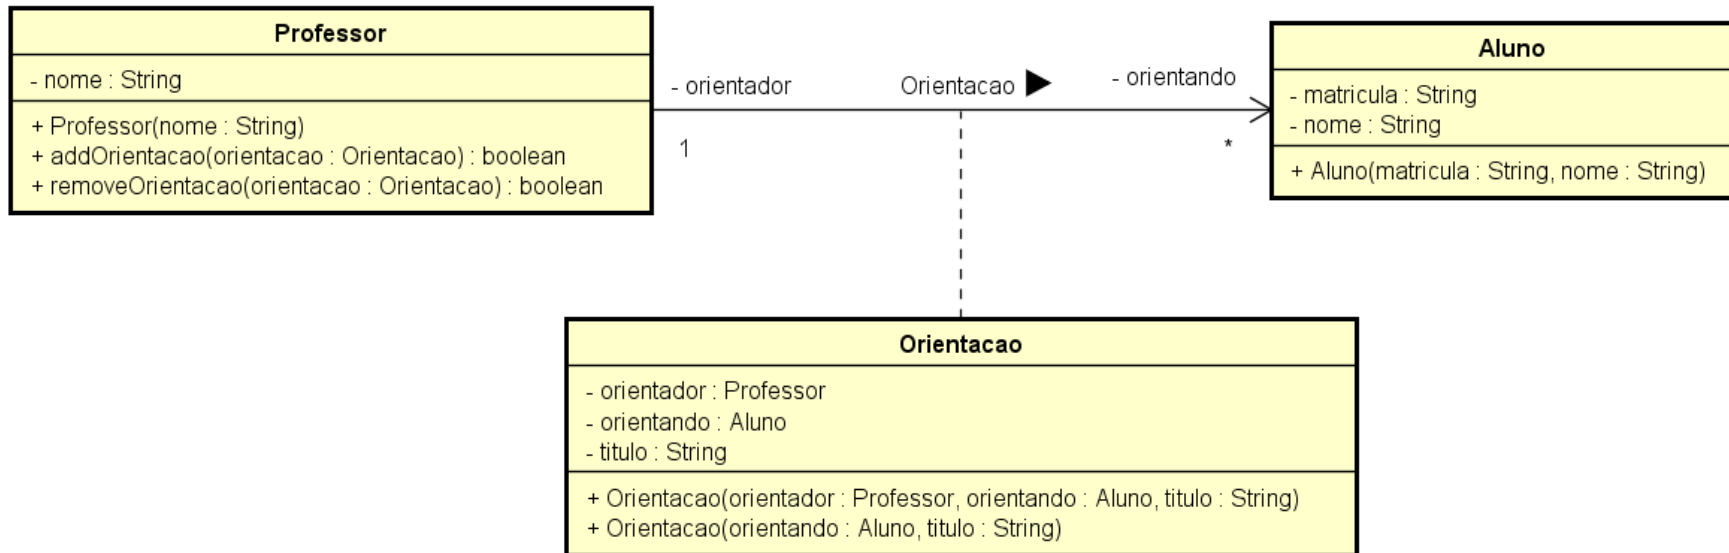 Professor
- nome : String
+ Professor(nome : String)
+ addOrientacao(orientacao : Orientacao) : boolean
+ removeOrientacao(orientacao : Orientacao) : boolean
- orientador
1
Orientacao
- orientando
*
Aluno
- matricula : String
- nome : String
+ Aluno(matricula : String, nome : String)
Orientacao
- orientador : Professor
- orientando : Aluno
- titulo : String
+ Orientacao(orientador : Professor, orientando : Aluno, titulo : String)
+ Orientacao(orientando : Aluno, titulo : String)